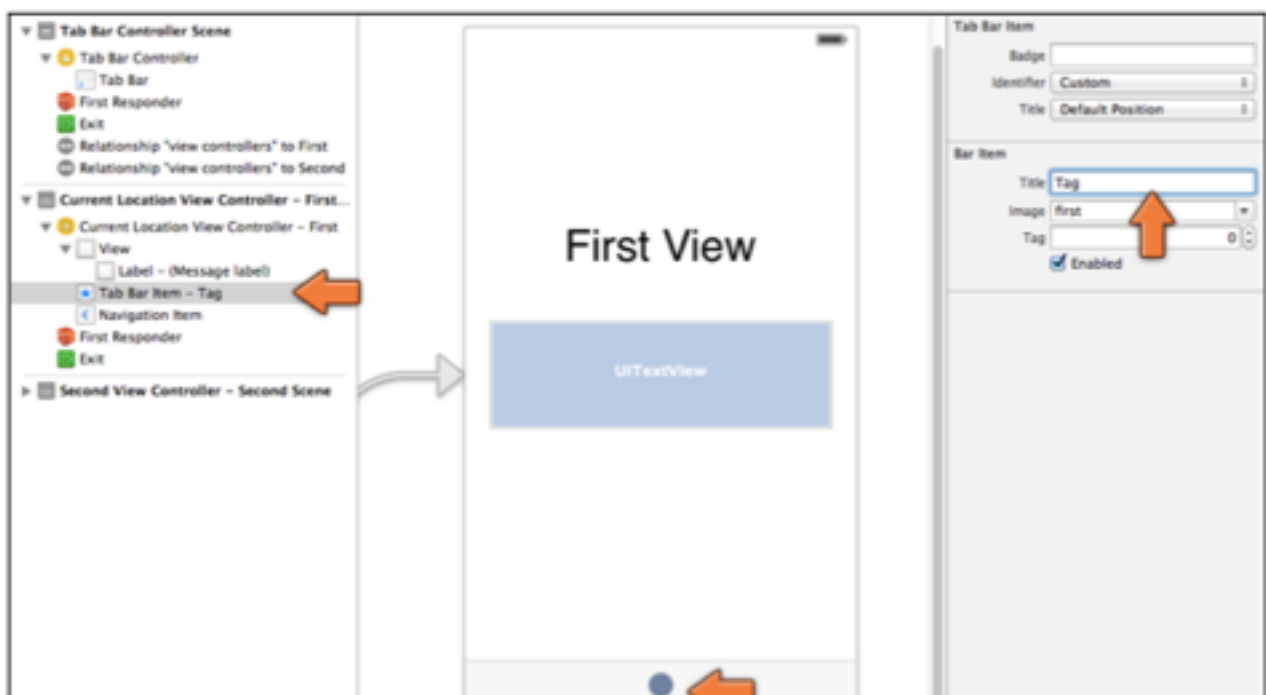 Tab Bar Controller Scene
Tab Bar Controller
Tab Bar
First Responder
Exit
Relationship "view controllers" to First
Relationship "view controllers" to Second
Current Location View Controller – First...
Current Location View Controller – First
View
Label – (Message label)
Tab Bar Item – Tag
Navigation Item
First Responder
Exit
Second View Controller – Second Scene
First View
UITextView
Tab Bar Item
Badge
Identifier Custom
Title Default Position
Bar Item
Title Tag
Image first
Tag 0
Enabled